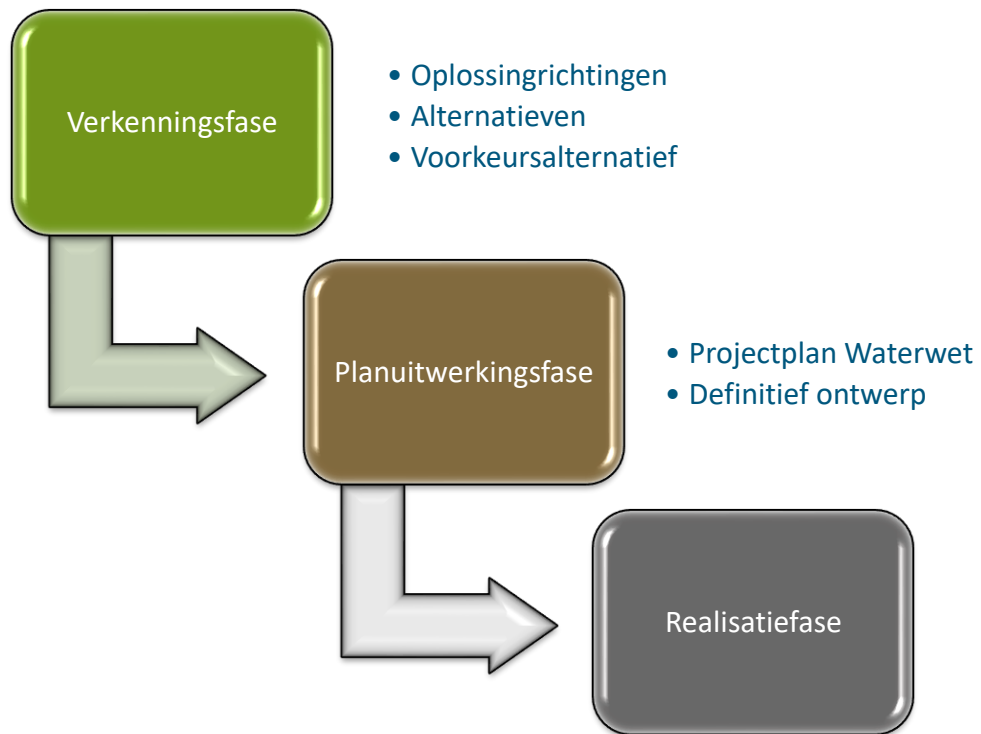 Verkenningsfase
• Oplossingrichtingen
• Alternatieven
• Voorkeursalternatief
Planuitwerkingsfase
• Projectplan Waterwet
• Definitief ontwerp
Realisatiefase